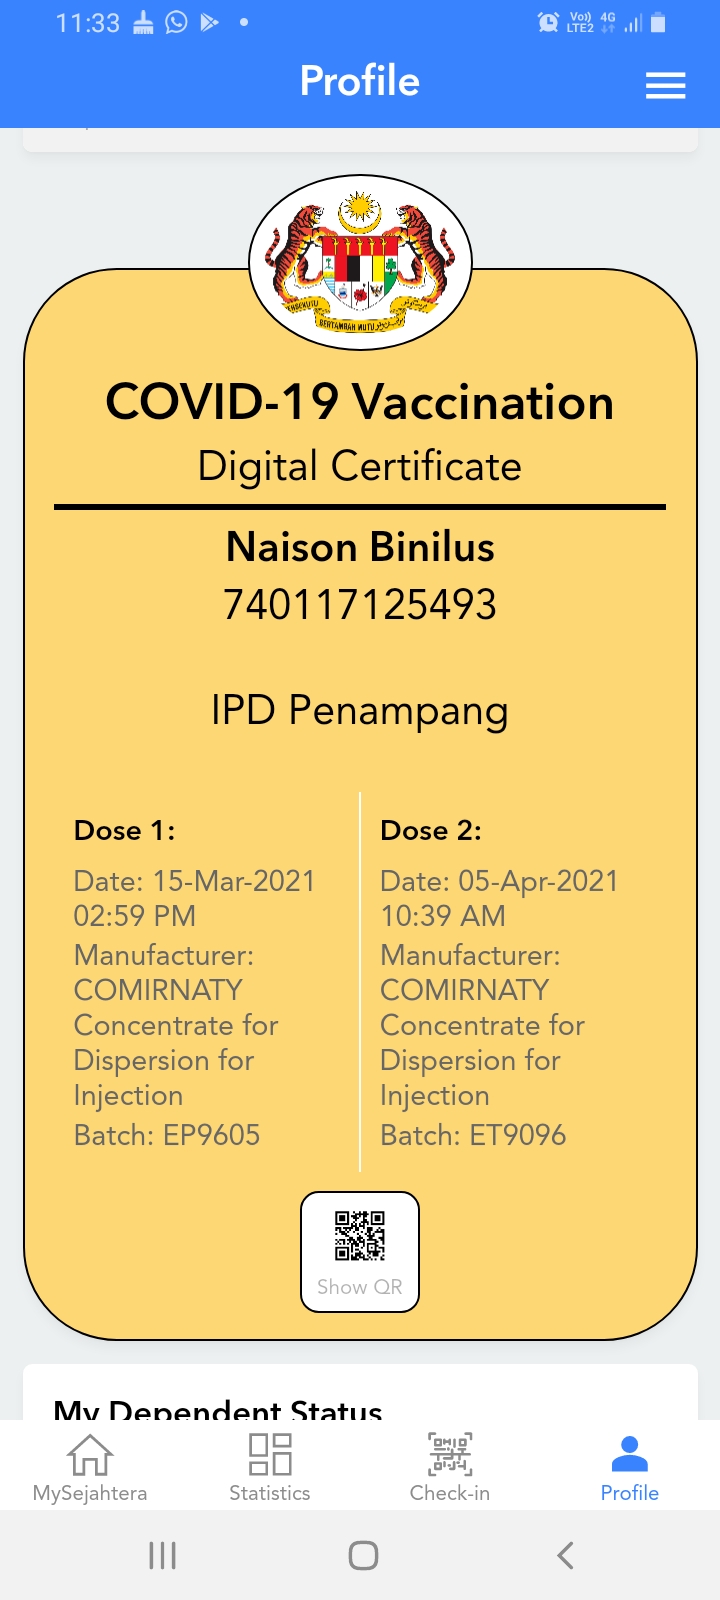 11:33
Vo) 4G
LTE2
Profile
BERTAMBAH MUTU
COVID-19 Vaccination
Digital Certificate
Naison Binilus
740117125493
IPD Penampang
Dose 1:
Date: 15-Mar-2021
02:59 PM
Manufacturer:
COMIRNATY
Concentrate for
Dispersion for
Injection
Batch: EP9605
Dose 2:
Date: 05-Apr-2021
10:39 AM
Manufacturer:
COMIRNATY
Concentrate for
Dispersion for
Injection
Batch: ET9096
Show QR
My Dependent Status
MySejahtera
Statistics
Check-in
Profile